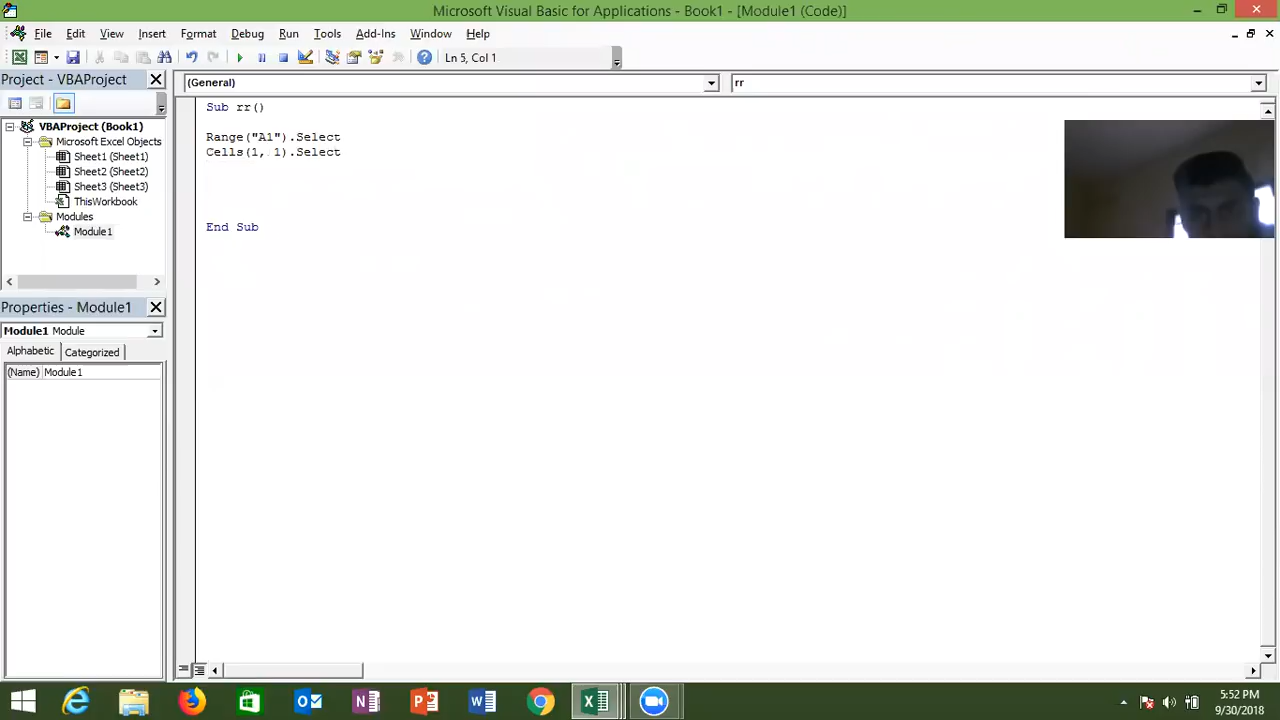 Microsoft Visual Basic for Applications - Book1 - [Module1 (Code)]
File Edit View Insert Format Debug Run Tools Add-Ins Window Help
Ln 5, Col 1
Project - VBAProject
(General)
rr
VBAProject (Book1)
Microsoft Excel Objects
Sheet1 (Sheet1)
Sheet2 (Sheet2)
Sheet3 (Sheet3)
ThisWorkbook
Modules
Module1
Properties - Module1
Module1 Module
Alphabetic Categorized
(Name) Module1
Sub rr()
Range("A1").Select
Cells(1, 1).Select
End Sub
5:52 PM
9/30/2018